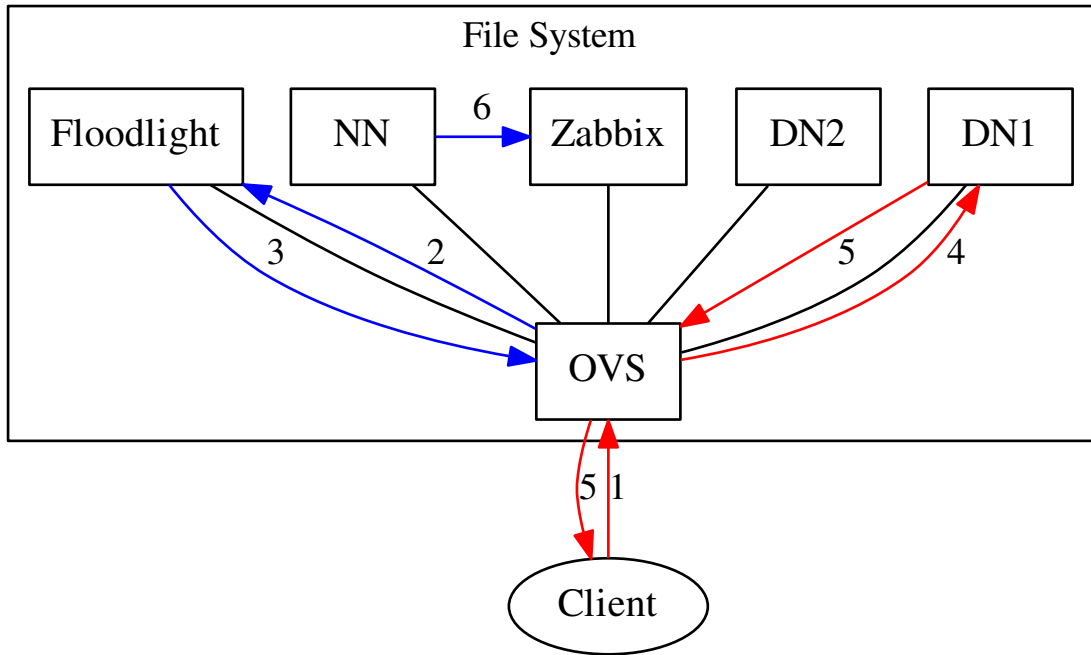 File System
6
Floodlight
NN
Zabbix
DN2
DN1
3
2
5
4
OVS
5
1
Client